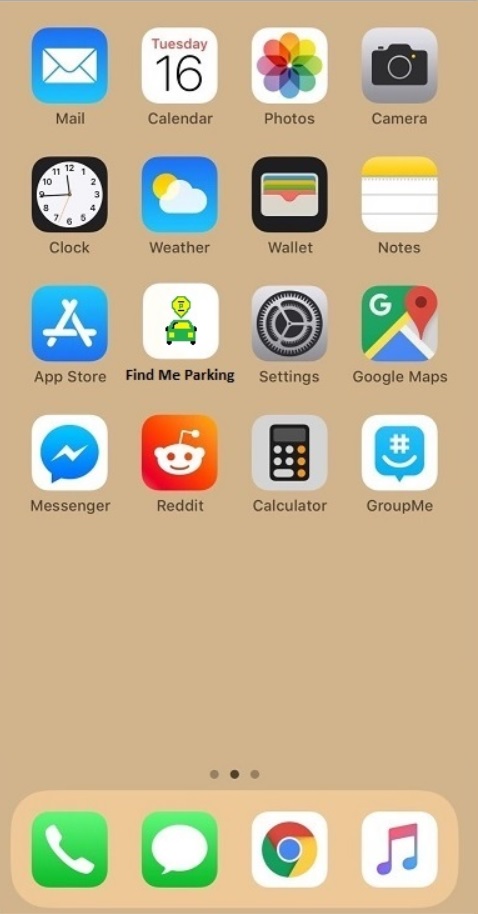 Tuesday
16
Mail Calendar Photos Camera
12
11 1
10 2
9 3
8 4
7 5
6
Clock Weather Wallet Notes
G
App Store Find Me Parking Settings Google Maps
#
Messenger Reddit Calculator GroupMe